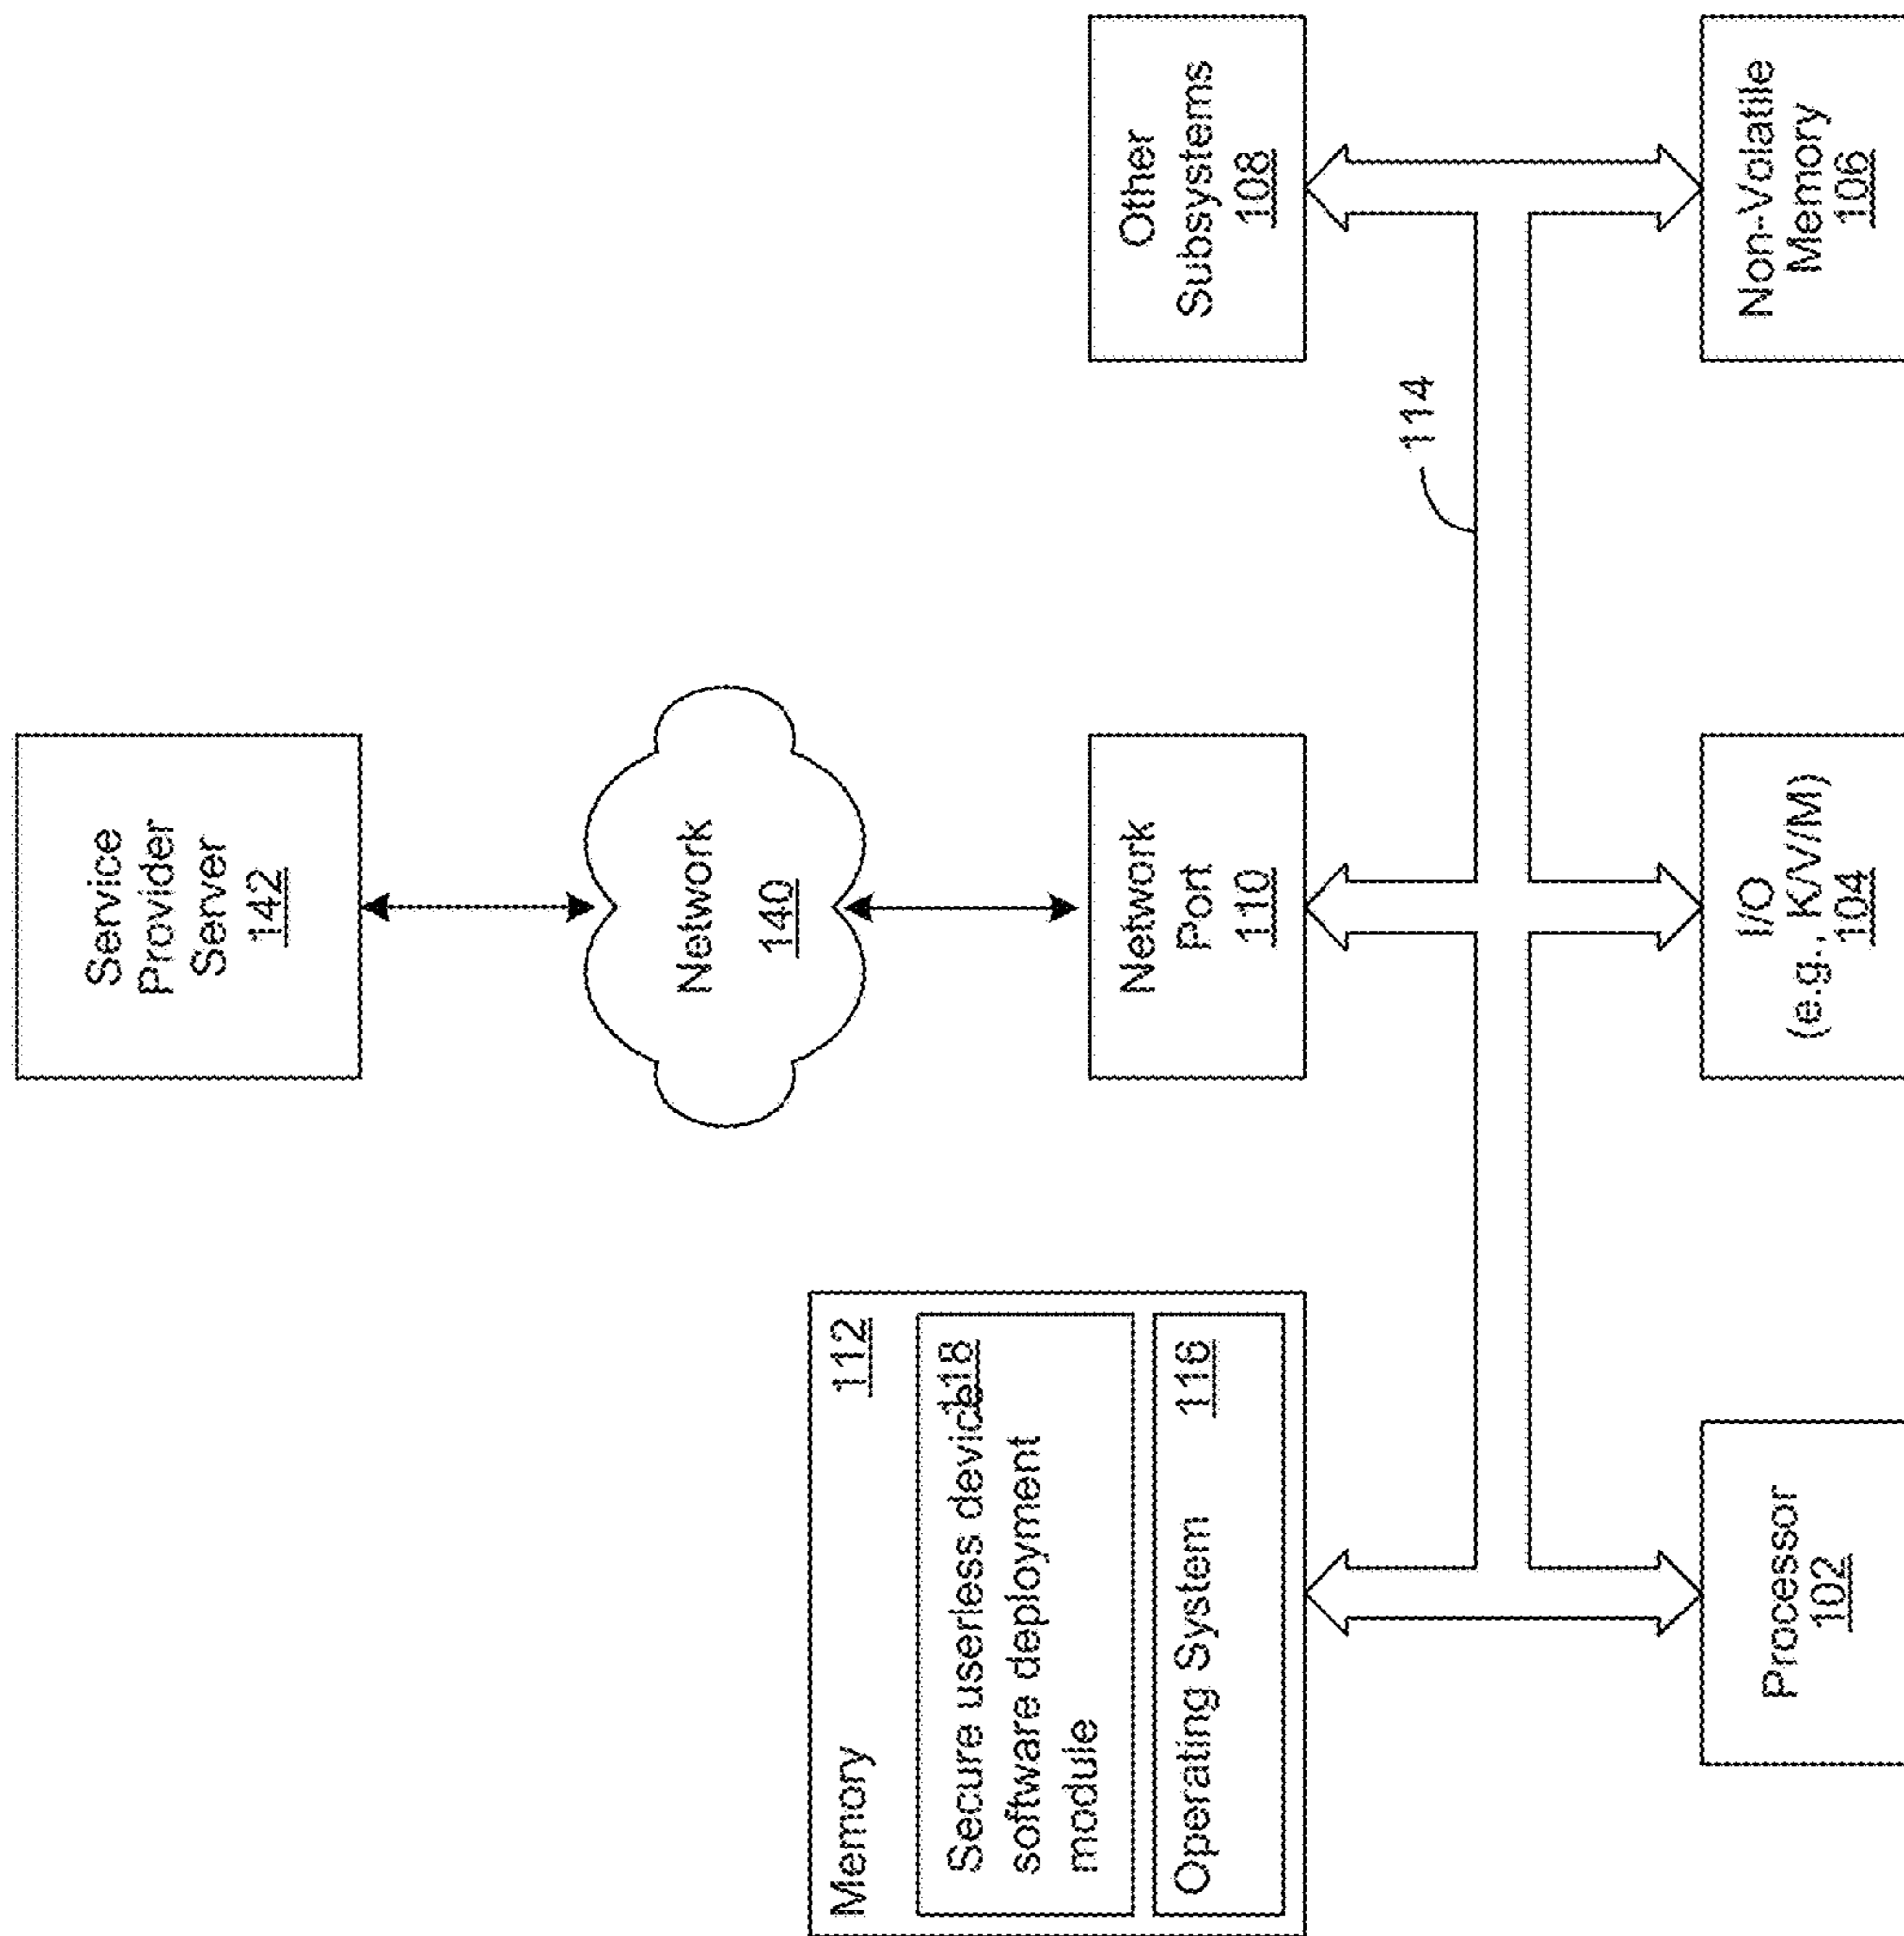 Service
Provider
Server
142
Network
140
Memory 112
Secure userless device 118
software deployment
module
Operating System 116
Network
Port
110
Other
Subsystems
108
114
Processor
102
I/O
(e.g., K/V/M)
104
Non-Volatile
Memory
106